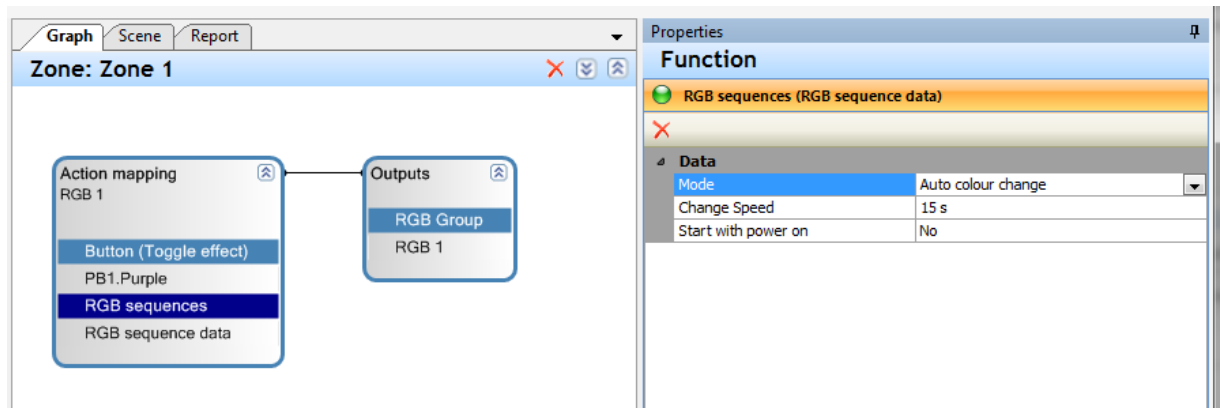 Graph Scene Report
Zone: Zone 1
Action mapping
RGB 1
Button (Toggle effect)
PB1.Purple
RGB sequences
RGB sequence data
Outputs
RGB Group
RGB 1
Properties
Function
RGB sequences (RGB sequence data)
Data
Mode Auto colour change
Change Speed 15 s
Start with power on No